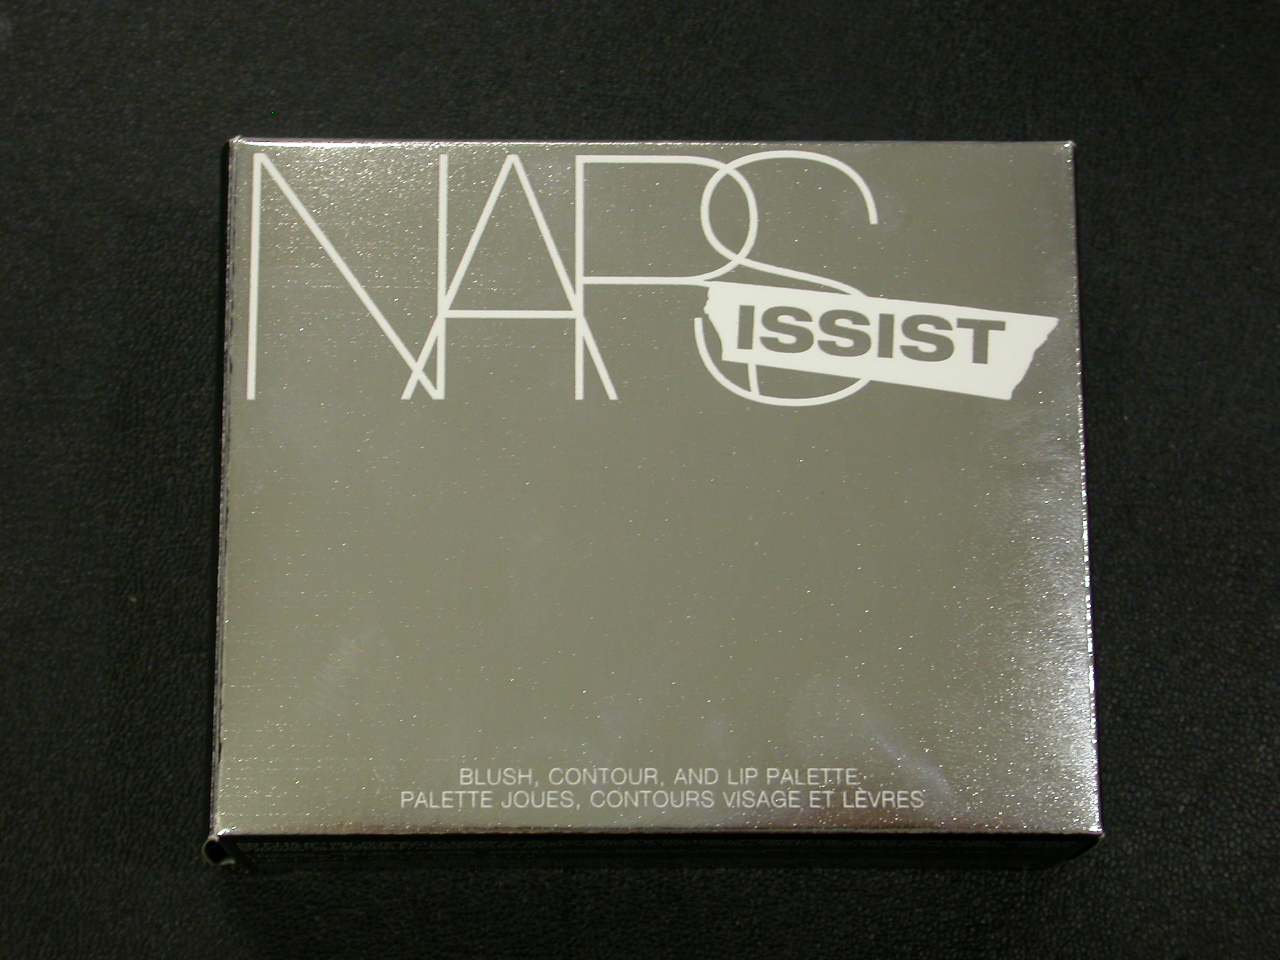 NARS
ISSIST
BLUSH, CONTOUR, AND LIP PALETTE
PALETTE JOUES, CONTOURS VISAGE ET LÈVRES